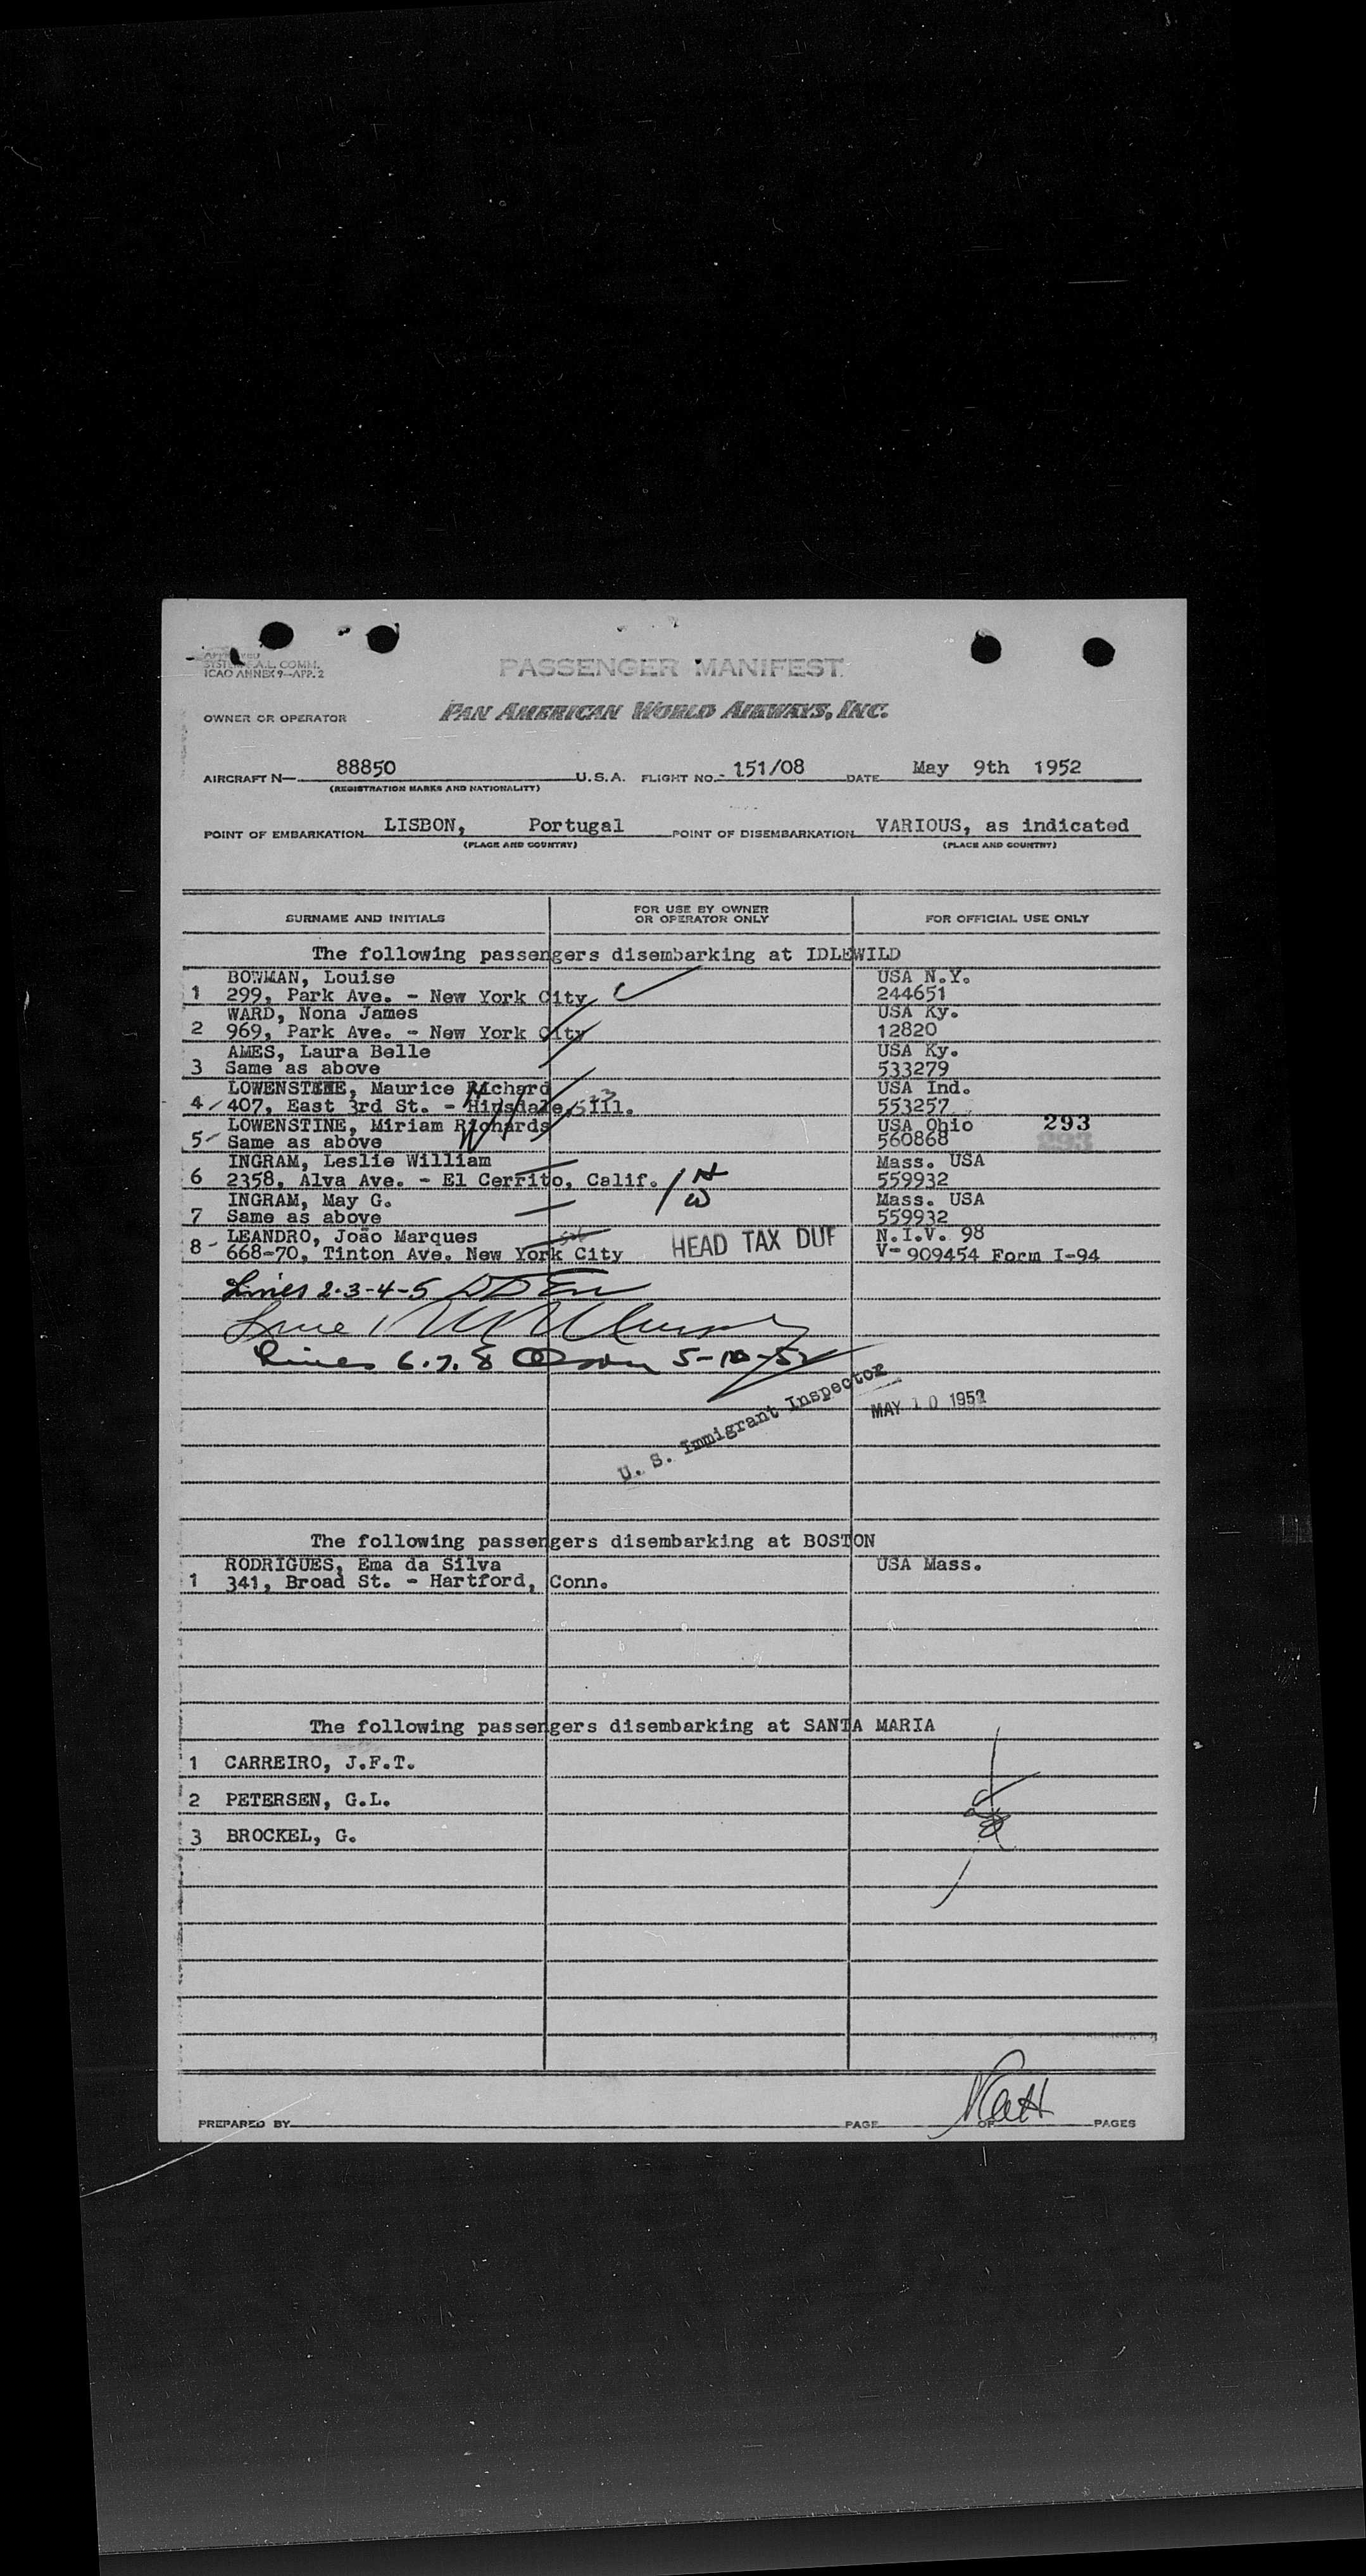 SYSTEM F.A.L. COMM.
ICAO ANNEX 9—APP. 2
PASSENGER MANIFEST
OWNER OR OPERATOR
PAN AMERICAN WORLD AIRWAYS, INC.
AIRCRAFT N— 88850 U.S.A. FLIGHT NO.- 151/08 DATE May 9th 1952
(REGISTRATION MARKS AND NATIONALITY)
POINT OF EMBARKATION LISBON, Portugal POINT OF DISEMBARKATION VARIOUS, as indicated
(PLACE AND COUNTRY) (PLACE AND COUNTRY)
SURNAME AND INITIALS FOR USE BY OWNER OR OPERATOR ONLY FOR OFFICIAL USE ONLY
The following passengers disembarking at IDLEWILD
BOWMAN, Louise USA N.Y.
1 299, Park Ave. - New York City 244651
WARD, Nona James USA Ky.
2 969, Park Ave. - New York City 12820
AMES, Laura Belle USA Ky.
3 Same as above 533279
LOWENSTINE, Maurice Richard USA Ind.
4 407, East 3rd St. - Hinsdale, Ill. 553257
LOWENSTINE, Miriam Richards USA Ohio 293
5 Same as above 560868
INGRAM, Leslie William Mass. USA
6 2358, Alva Ave. - El Cerrito, Calif. 559932
INGRAM, May G. Mass. USA
7 Same as above 559932
LEANDRO, João Marques HEAD TAX DUE N.I.V. 98
8 - 668-70, Tinton Ave. New York City V- 909454 Form I-94
Lines 2-3-4-5
Line 1
Lines 6.7.8 5-10-52
U. S. Immigrant Inspector
MAY 10 1952
The following passengers disembarking at BOSTON
RODRIGUES, Ema da Silva USA Mass.
1 341, Broad St. - Hartford, Conn.
The following passengers disembarking at SANTA MARIA
1 CARREIRO, J.F.T.
2 PETERSEN, G.L.
3 BROCKEL, G.
PREPARED BY PAGE OF PAGES